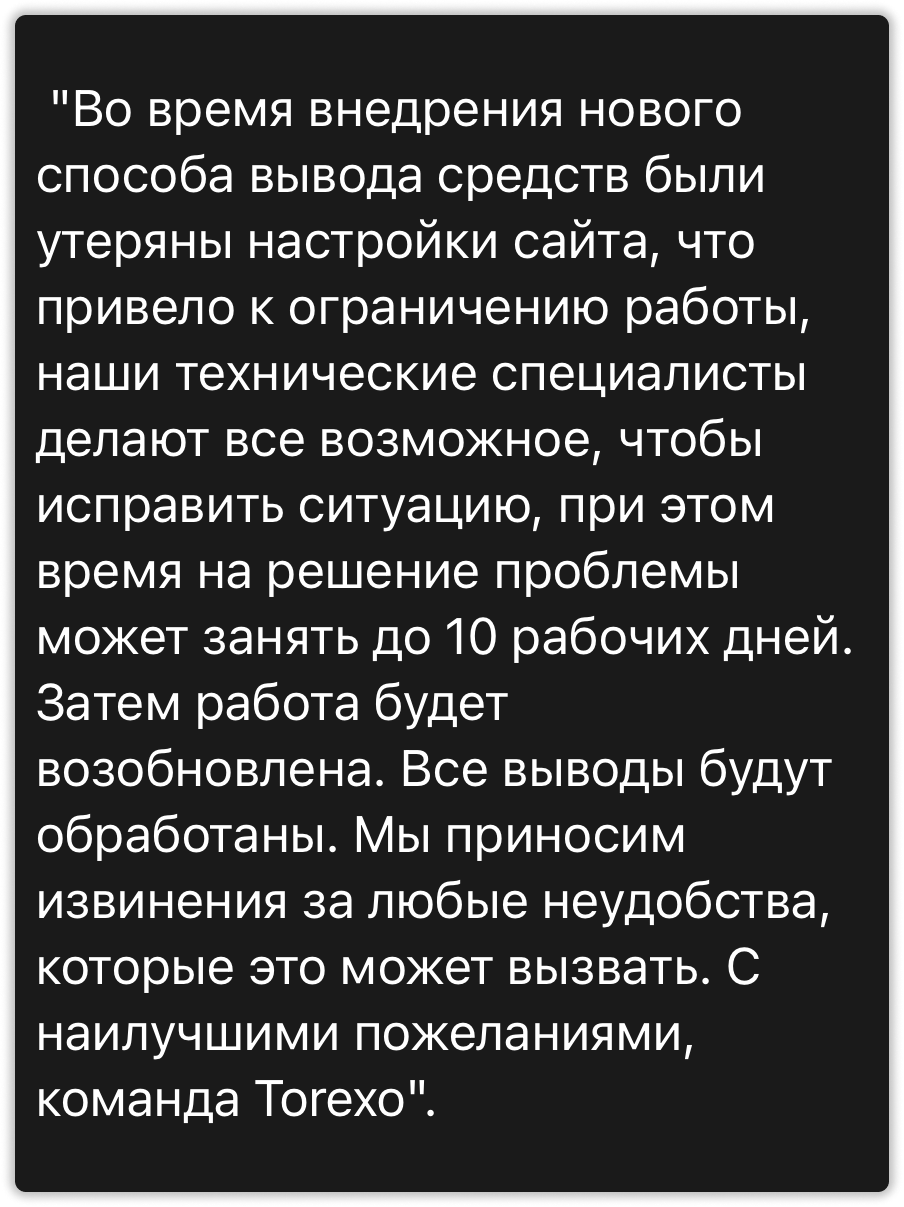 "Во время внедрения нового
способа вывода средств были
утеряны настройки сайта, что
привело к ограничению работы,
наши технические специалисты
делают все возможное, чтобы
исправить ситуацию, при этом
время на решение проблемы
может занять до 10 рабочих дней.
Затем работа будет
возобновлена. Все выводы будут
обработаны. Мы приносим
извинения за любые неудобства,
которые это может вызвать. С
наилучшими пожеланиями,
команда Torexo".